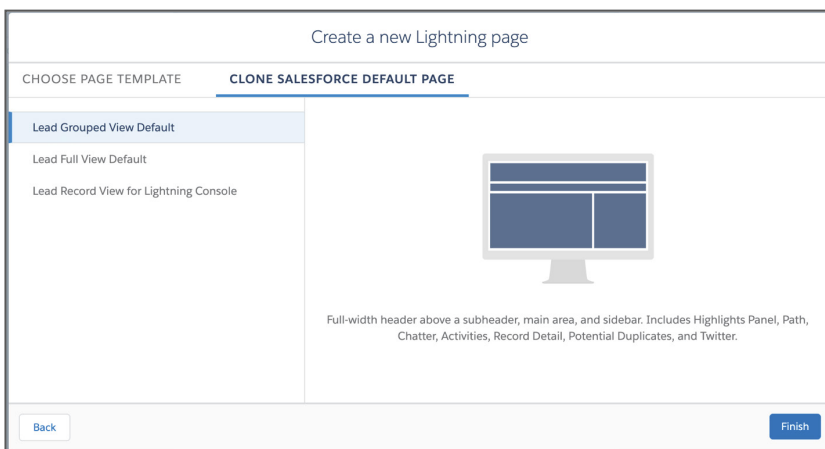 Create a new Lightning page
CHOOSE PAGE TEMPLATE
CLONE SALESFORCE DEFAULT PAGE
Lead Grouped View Default
Lead Full View Default
Lead Record View for Lightning Console
Full-width header above a subheader, main area, and sidebar. Includes Highlights Panel, Path,
Chatter, Activities, Record Detail, Potential Duplicates, and Twitter.
Back
Finish